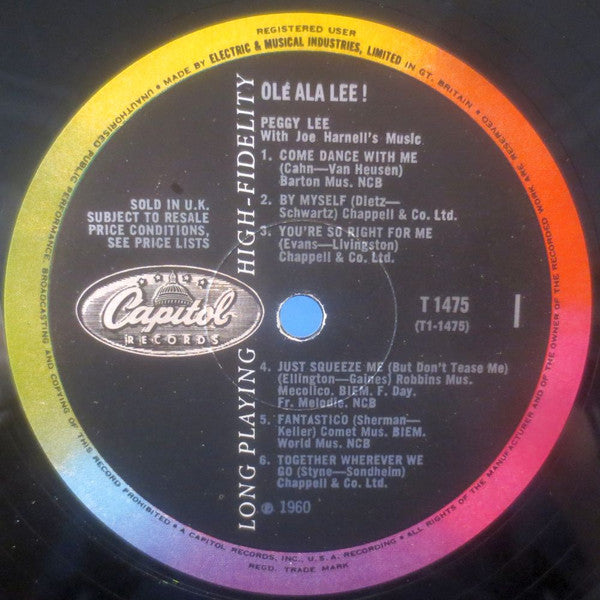 REGISTERED USER
• MADE BY ELECTRIC & MUSICAL INDUSTRIES, LIMITED IN GT. BRITAIN •
UNAUTHORISED PUBLIC PERFORMANCE, BROADCASTING AND COPYING OF THIS RECORD PROHIBITED • A CAPITOL RECORDS, INC., U.S.A. RECORDING • ALL RIGHTS OF THE MANUFACTURER AND OF THE OWNER OF THE RECORDED WORK ARE RESERVED
REGD. TRADE MARK
LONG PLAYING HIGH-FIDELITY
OLÉ ALA LEE !
PEGGY LEE
With Joe Harnell's Music
1. COME DANCE WITH ME
(Cahn—Van Heusen)
Barton Mus. NCB
2. BY MYSELF (Dietz—
Schwartz) Chappell & Co. Ltd.
3. YOU'RE SO RIGHT FOR ME
(Evans—Livingston)
Chappell & Co. Ltd.
SOLD IN U.K.
SUBJECT TO RESALE
PRICE CONDITIONS,
SEE PRICE LISTS
Capitol
RECORDS
T 1475
(T1-1475)
1
4. JUST SQUEEZE ME (But Don't Tease Me)
(Ellington—Gaines) Robbins Mus.
Mecolico. BIEM. F. Day.
Fr. Melodie. NCB
5. FANTASTICO (Sherman—
Keller) Comet Mus. BIEM.
World Mus. NCB
6. TOGETHER WHEREVER WE
GO (Styne—Sondheim)
Chappell & Co. Ltd.
℗ 1960